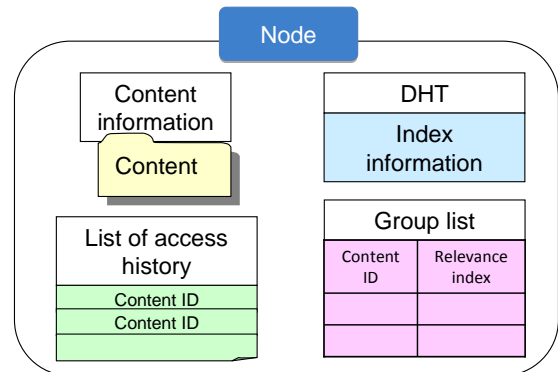 Node
Content
information
Content
DHT
Index
information
List of access
history
Content ID
Content ID
Group list
Content
ID
Relevance
index